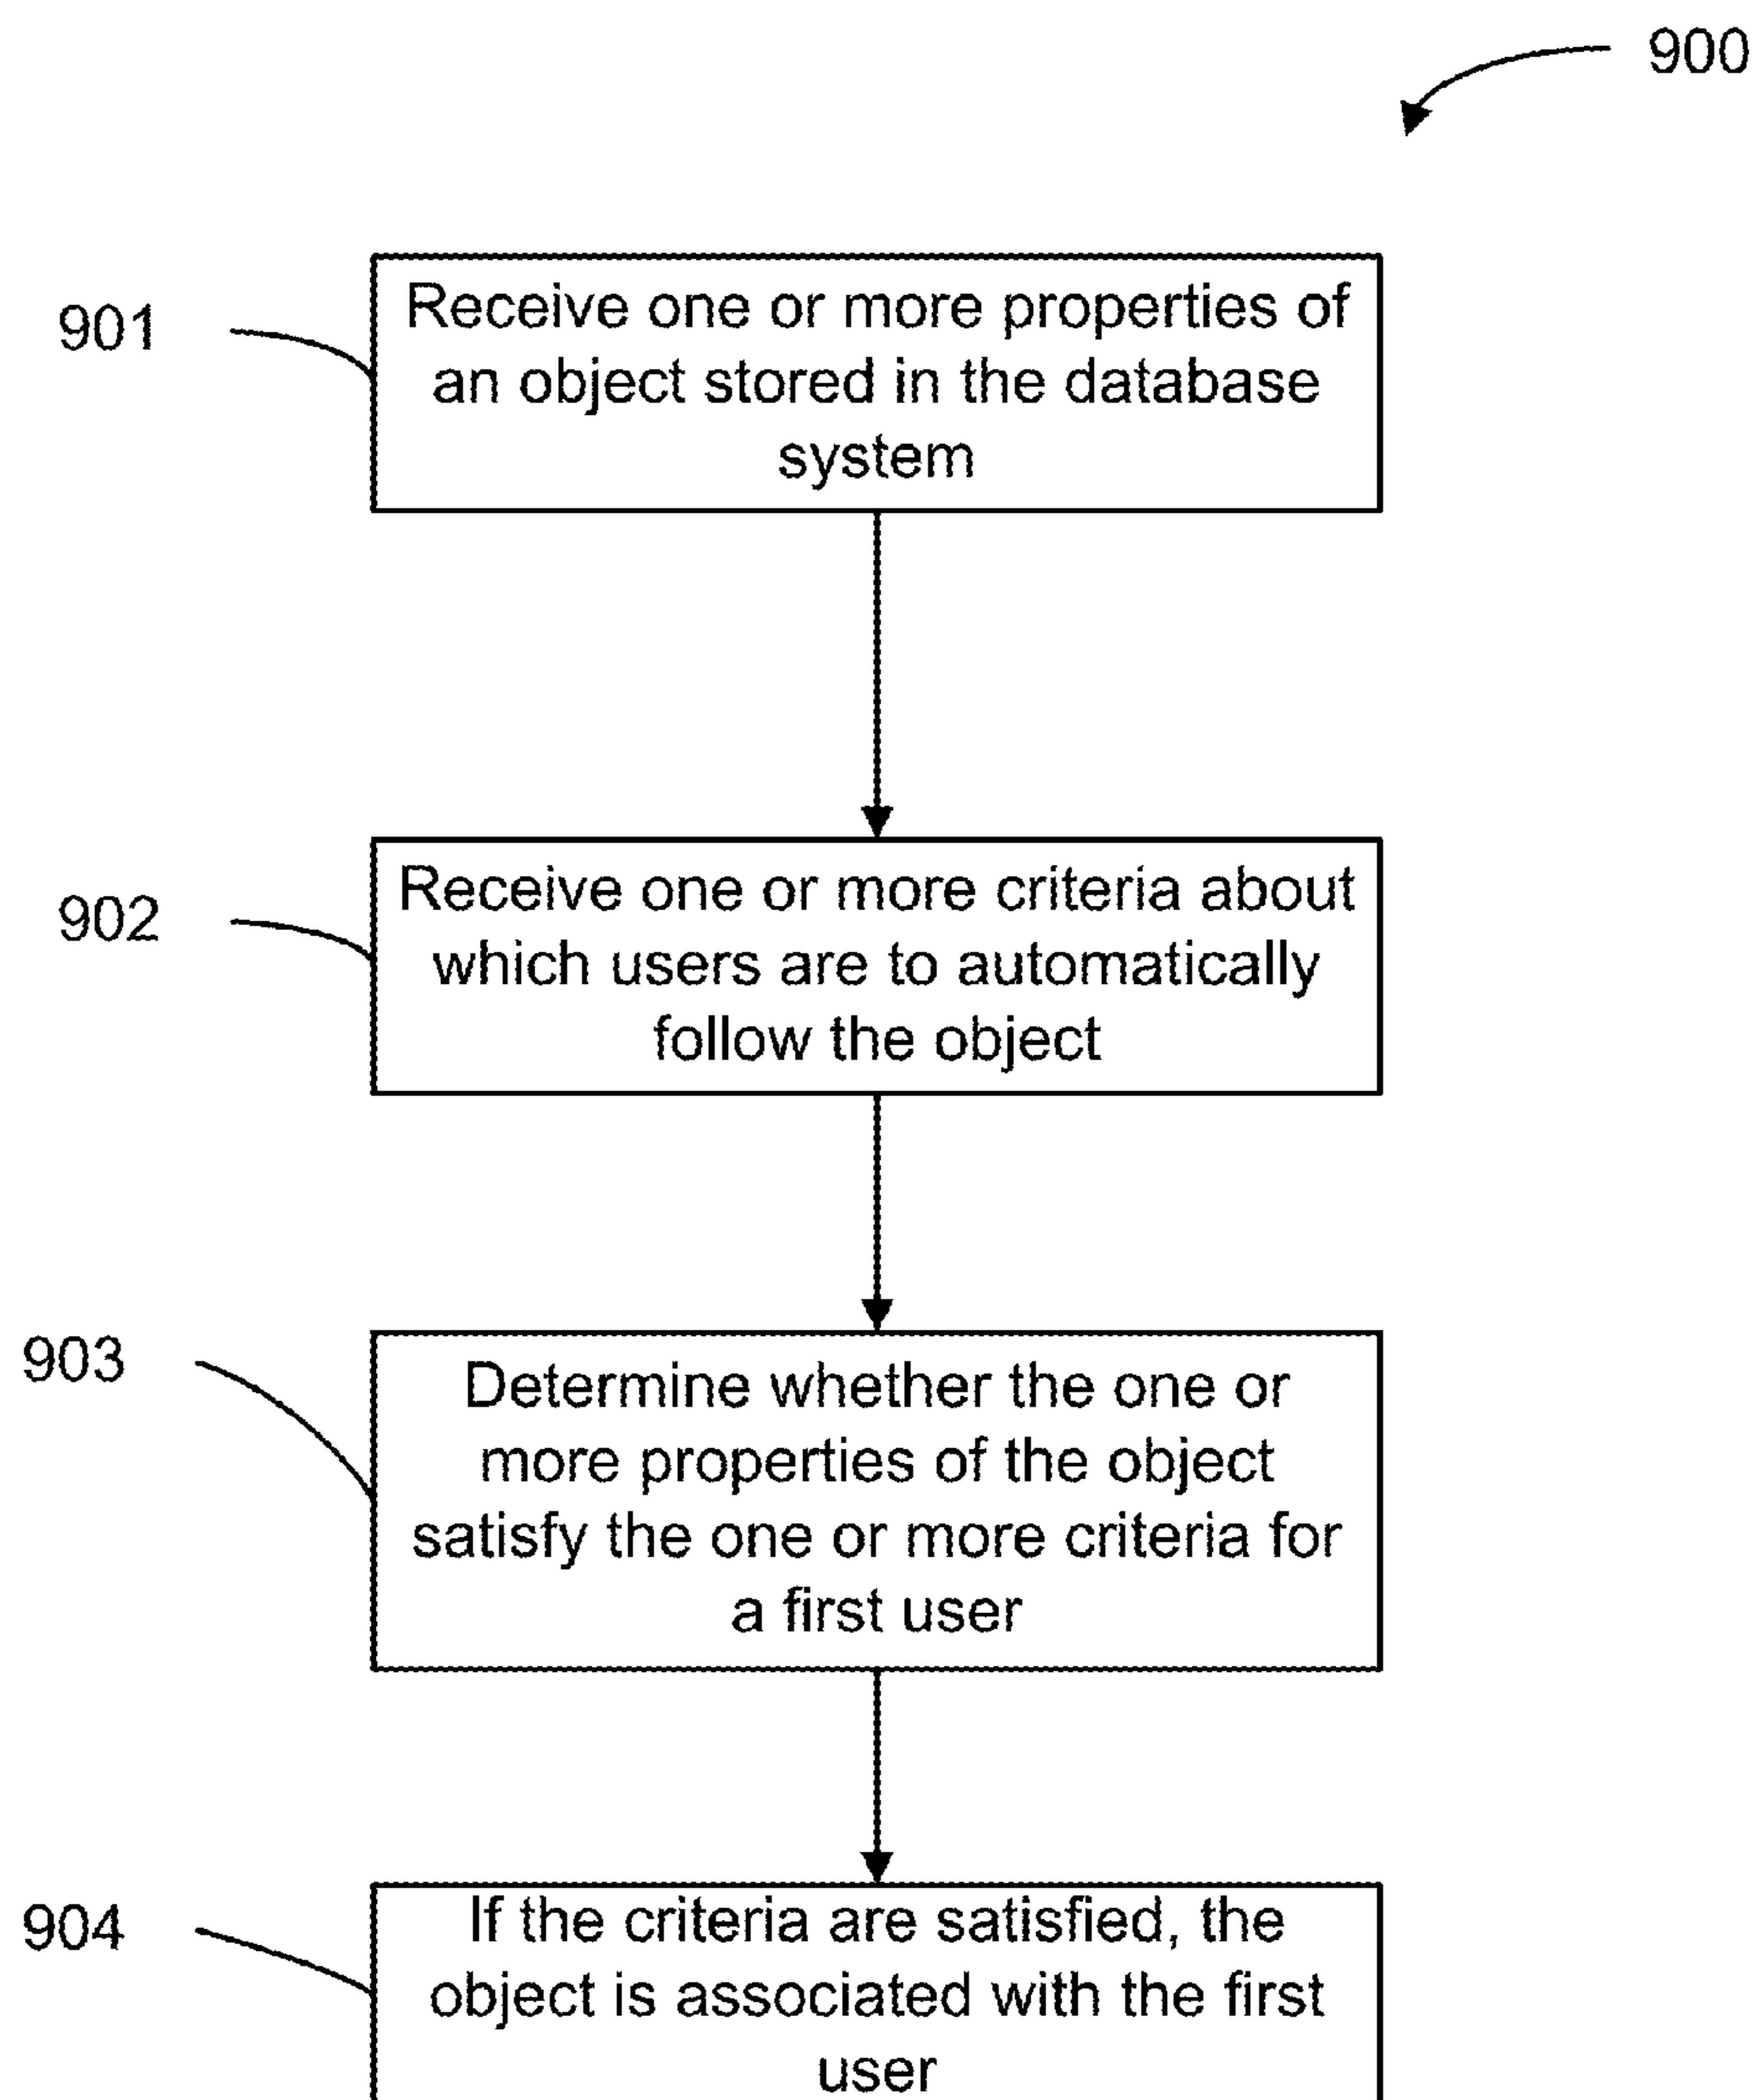 900
901
Receive one or more properties of
an object stored in the database
system
902
Receive one or more criteria about
which users are to automatically
follow the object
903
Determine whether the one or
more properties of the object
satisfy the one or more criteria for
a first user
904
If the criteria are satisfied, the
object is associated with the first
user